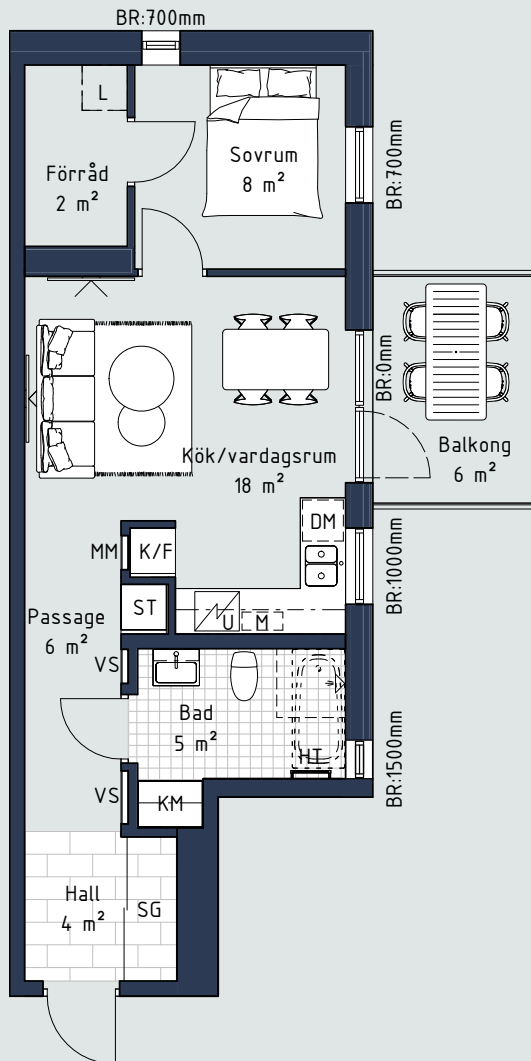 BR:700mm
L
Förråd
2 m²
Sovrum
8 m²
BR:700mm
BR:0mm
Balkong
6 m²
Kök/vardagsrum
18 m²
DM
MM
K/F
BR:1000mm
ST
U
M
Passage
6 m²
VS
Bad
5 m²
HT
BR:1500mm
VS
KM
Hall
4 m²
SG